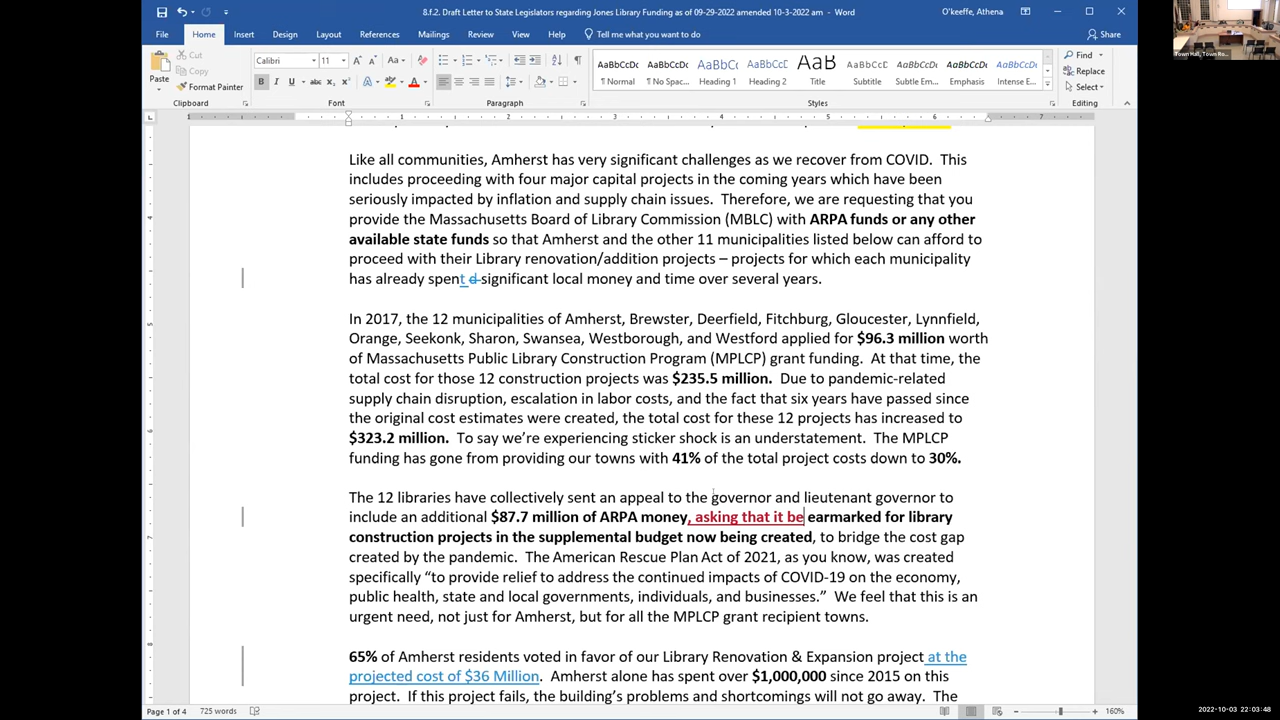 8.f.2. Draft Letter to State Legislators regarding Jones Library Funding as of 09-29-2022 amended 10-3-2022 am - Word
O'keeffe, Athena
File Home Insert Design Layout References Mailings Review View Help Tell me what you want to do
Share
Paste
Cut
Copy
Format Painter
Clipboard
Calibri 11
Font
Paragraph
AaBbCcDc AaBbCcDc AaBbCc AaBbCcD AaB AaBbCcD AaBbCcDc AaBbCcDc AaBbCcDc
¶ Normal ¶ No Spac... Heading 1 Heading 2 Title Subtitle Subtle Em... Emphasis Intense E...
Styles
Find
Replace
Select
Editing
Town Hall, Town Ro...
Like all communities, Amherst has very significant challenges as we recover from COVID. This
includes proceeding with four major capital projects in the coming years which have been
seriously impacted by inflation and supply chain issues. Therefore, we are requesting that you
provide the Massachusetts Board of Library Commission (MBLC) with ARPA funds or any other
available state funds so that Amherst and the other 11 municipalities listed below can afford to
proceed with their Library renovation/addition projects – projects for which each municipality
has already spent d significant local money and time over several years.
In 2017, the 12 municipalities of Amherst, Brewster, Deerfield, Fitchburg, Gloucester, Lynnfield,
Orange, Seekonk, Sharon, Swansea, Westborough, and Westford applied for $96.3 million worth
of Massachusetts Public Library Construction Program (MPLCP) grant funding. At that time, the
total cost for those 12 construction projects was $235.5 million. Due to pandemic-related
supply chain disruption, escalation in labor costs, and the fact that six years have passed since
the original cost estimates were created, the total cost for these 12 projects has increased to
$323.2 million. To say we're experiencing sticker shock is an understatement. The MPLCP
funding has gone from providing our towns with 41% of the total project costs down to 30%.
The 12 libraries have collectively sent an appeal to the governor and lieutenant governor to
include an additional $87.7 million of ARPA money, asking that it be earmarked for library
construction projects in the supplemental budget now being created, to bridge the cost gap
created by the pandemic. The American Rescue Plan Act of 2021, as you know, was created
specifically "to provide relief to address the continued impacts of COVID-19 on the economy,
public health, state and local governments, individuals, and businesses." We feel that this is an
urgent need, not just for Amherst, but for all the MPLCP grant recipient towns.
65% of Amherst residents voted in favor of our Library Renovation & Expansion project at the
projected cost of $36 Million. Amherst alone has spent over $1,000,000 since 2015 on this
project. If this project fails, the building's problems and shortcomings will not go away. The
Page 1 of 4 725 words
160%
2022-10-03 22:03:48